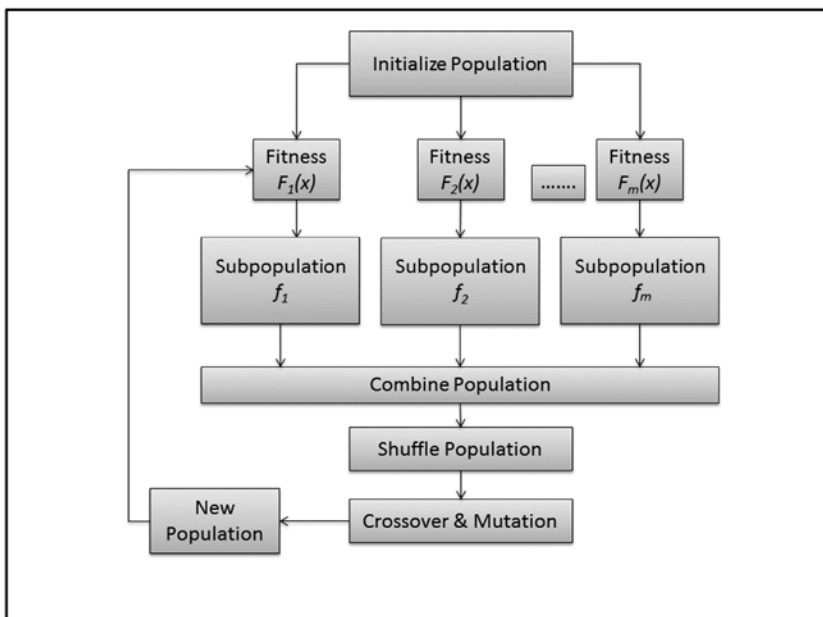 Initialize Population
Fitness
F₁(x)
Fitness
F₂(x)
.......
Fitness
Fₘ(x)
Subpopulation
f₁
Subpopulation
f₂
Subpopulation
fₘ
Combine Population
Shuffle Population
New
Population
Crossover & Mutation